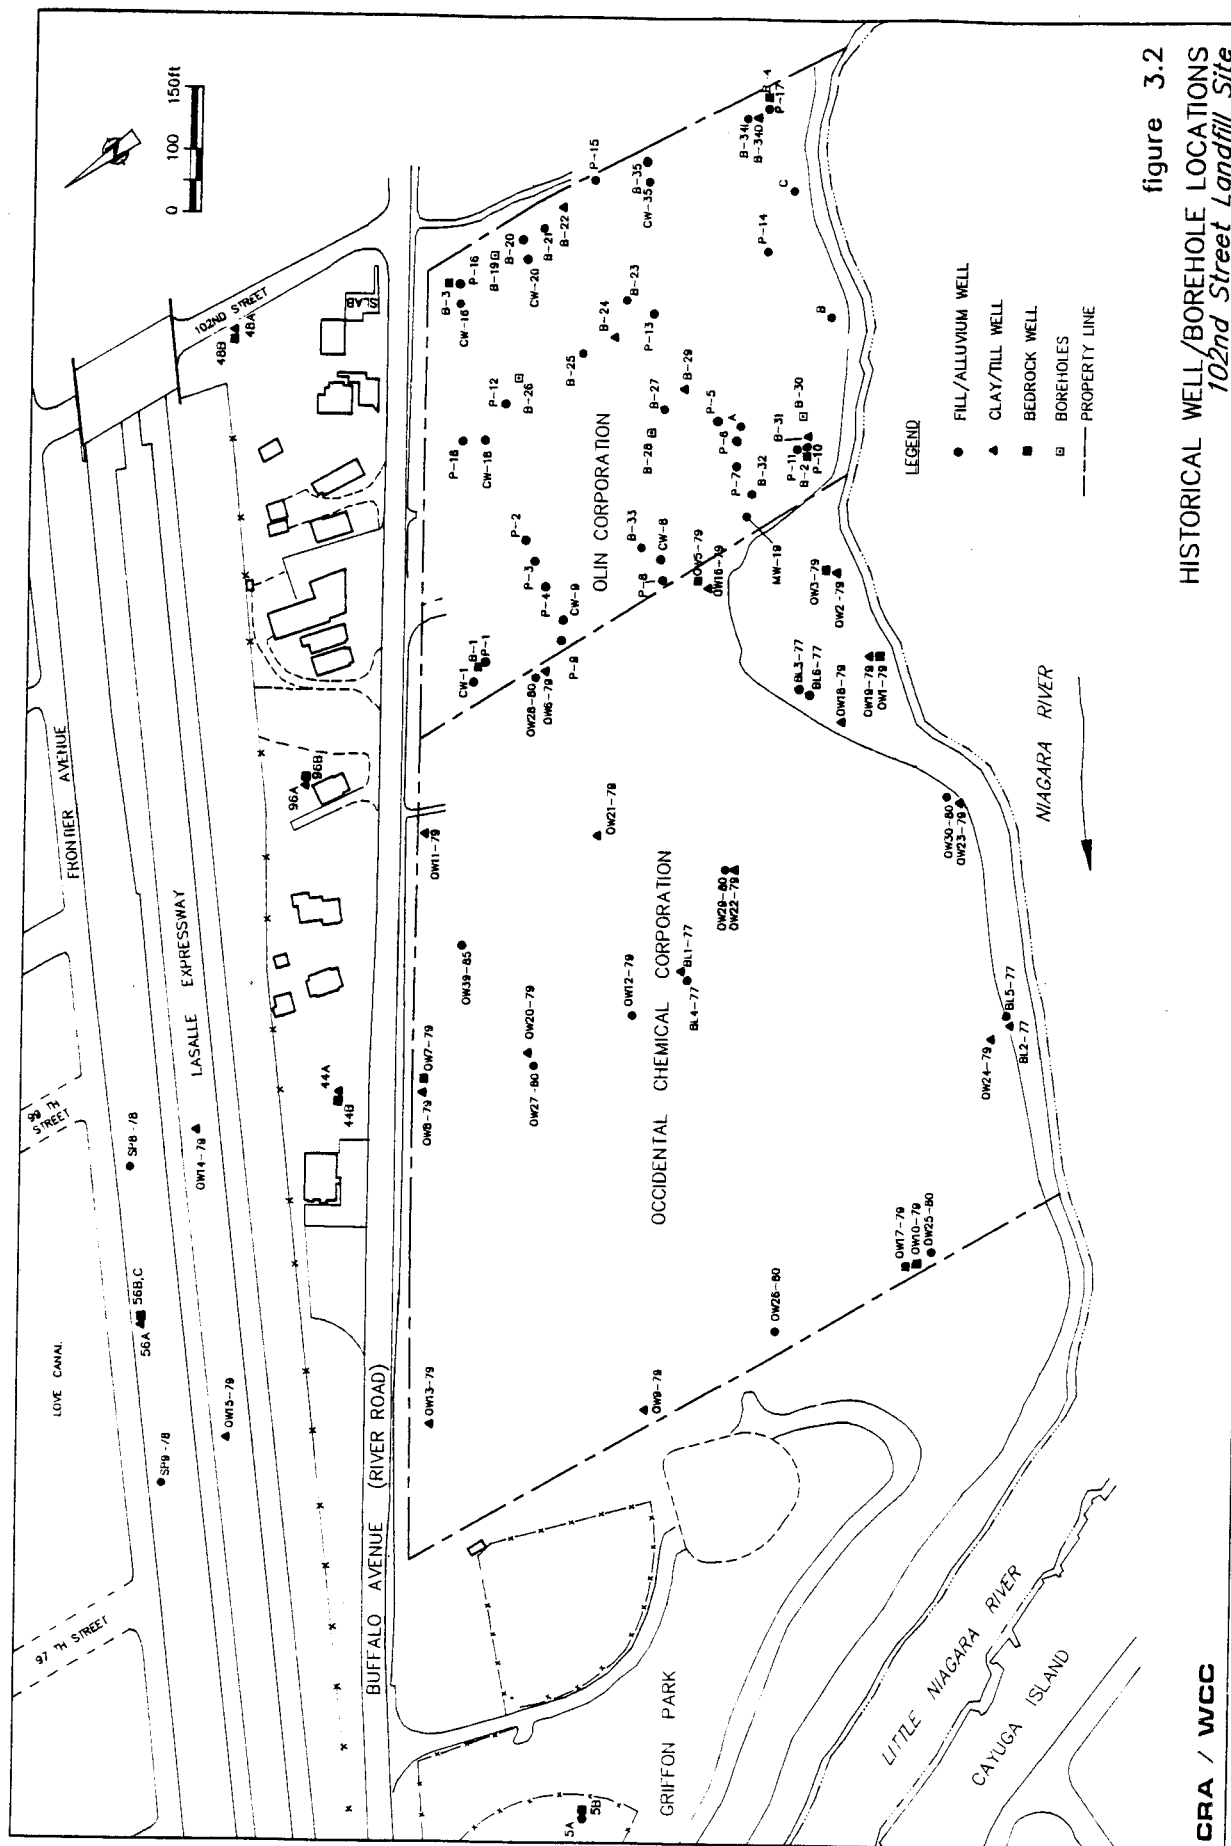 0 100 150ft
97 TH STREET
LOVE CANAL
99 TH
STREET
FRONTIER AVENUE
102ND STREET
LASALLE EXPRESSWAY
SP9-78
SP8-78
56A
56B,C
OW15-79
OW14-79
48B
48A
44A
44B
96A
96B
SLAB
BUFFALO AVENUE (RIVER ROAD)
OW13-79
OW8-79
OW7-79
OW11-79
OW39-85
OW20-79
OW27-80
OW12-79
OW21-79
BL4-77
BL1-77
OW29-80
OW22-79
OW9-79
OW26-80
OW17-79
OW10-79
OW25-80
OW24-79
BL5-77
BL2-77
OW30-80
OW23-79
OCCIDENTAL CHEMICAL CORPORATION
CW-1
B-1
P-1
OW28-80
OW6-79
P-9
CW-9
P-4
P-3
P-2
P-18
CW-18
P-12
B-26
B-25
B-24
B-23
P-13
B-3
P-16
CW-16
B-19
B-20
CW-20
B-21
B-22
P-15
B-35
CW-35
B-34
B-34D
B-4
P-17
C
P-14
B
B-29
B-27
B-28
P-5
P-6
A
P-7
B-32
B-30
B-31
P-11
B-2
P-10
MW-19
B-33
CW-8
P-8
OW5-79
OW16-79
OW3-79
OW2-79
BL3-77
BL6-77
OW18-79
OW19-79
OW1-79
OLIN CORPORATION
5A
5B
GRIFFON PARK
LITTLE NIAGARA RIVER
CAYUGA ISLAND
NIAGARA RIVER
LEGEND
FILL/ALLUVIUM WELL
CLAY/TILL WELL
BEDROCK WELL
BOREHOLES
PROPERTY LINE
figure 3.2
HISTORICAL WELL/BOREHOLE LOCATIONS
102nd Street Landfill Site
CRA / WCC